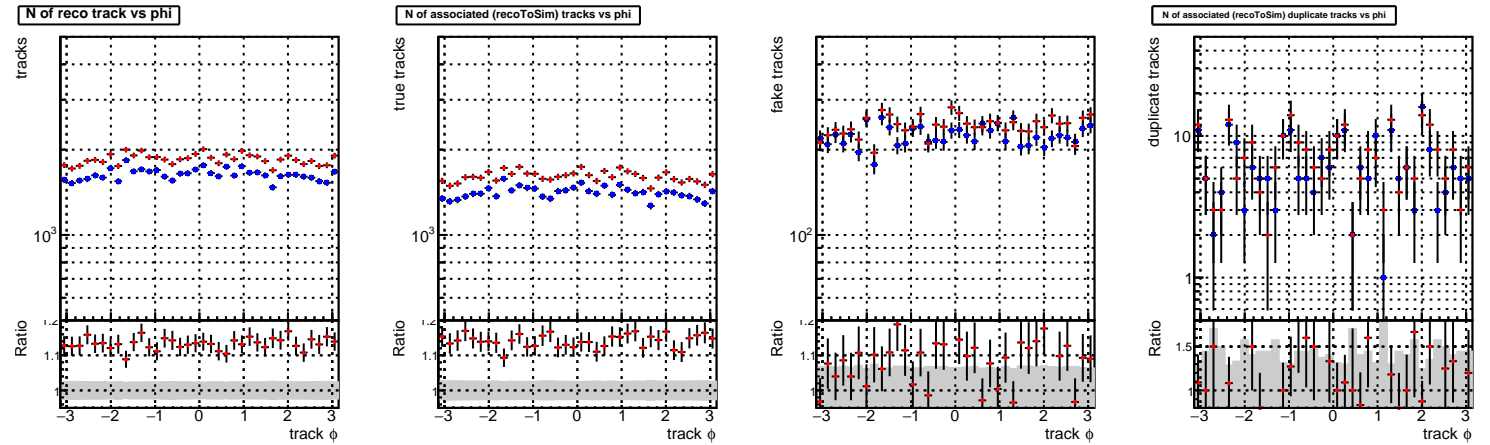 N of reco track vs phi
tracks
10³
Ratio
1.2
1.1
1
−3 −2 −1 0 1 2 3
track ϕ
N of associated (recoToSim) tracks vs phi
true tracks
10³
Ratio
1.2
1.1
1
−3 −2 −1 0 1 2 3
track ϕ
fake tracks
10²
Ratio
1.2
1.1
1
−3 −2 −1 0 1 2 3
track ϕ
N of associated (recoToSim) duplicate tracks vs phi
duplicate tracks
10
1
Ratio
1.5
1
−3 −2 −1 0 1 2 3
track ϕ